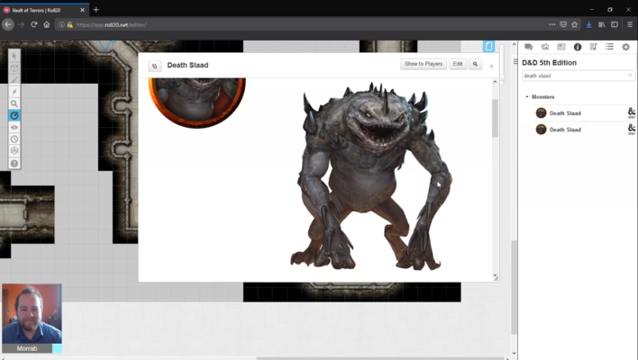 Vault of Terrors | Roll20
https://app.roll20.net/editor/
Death Slaad
Show to Players
Edit
D&D 5th Edition
death slaad
Monsters
Death Slaad
Death Slaad
Morrab